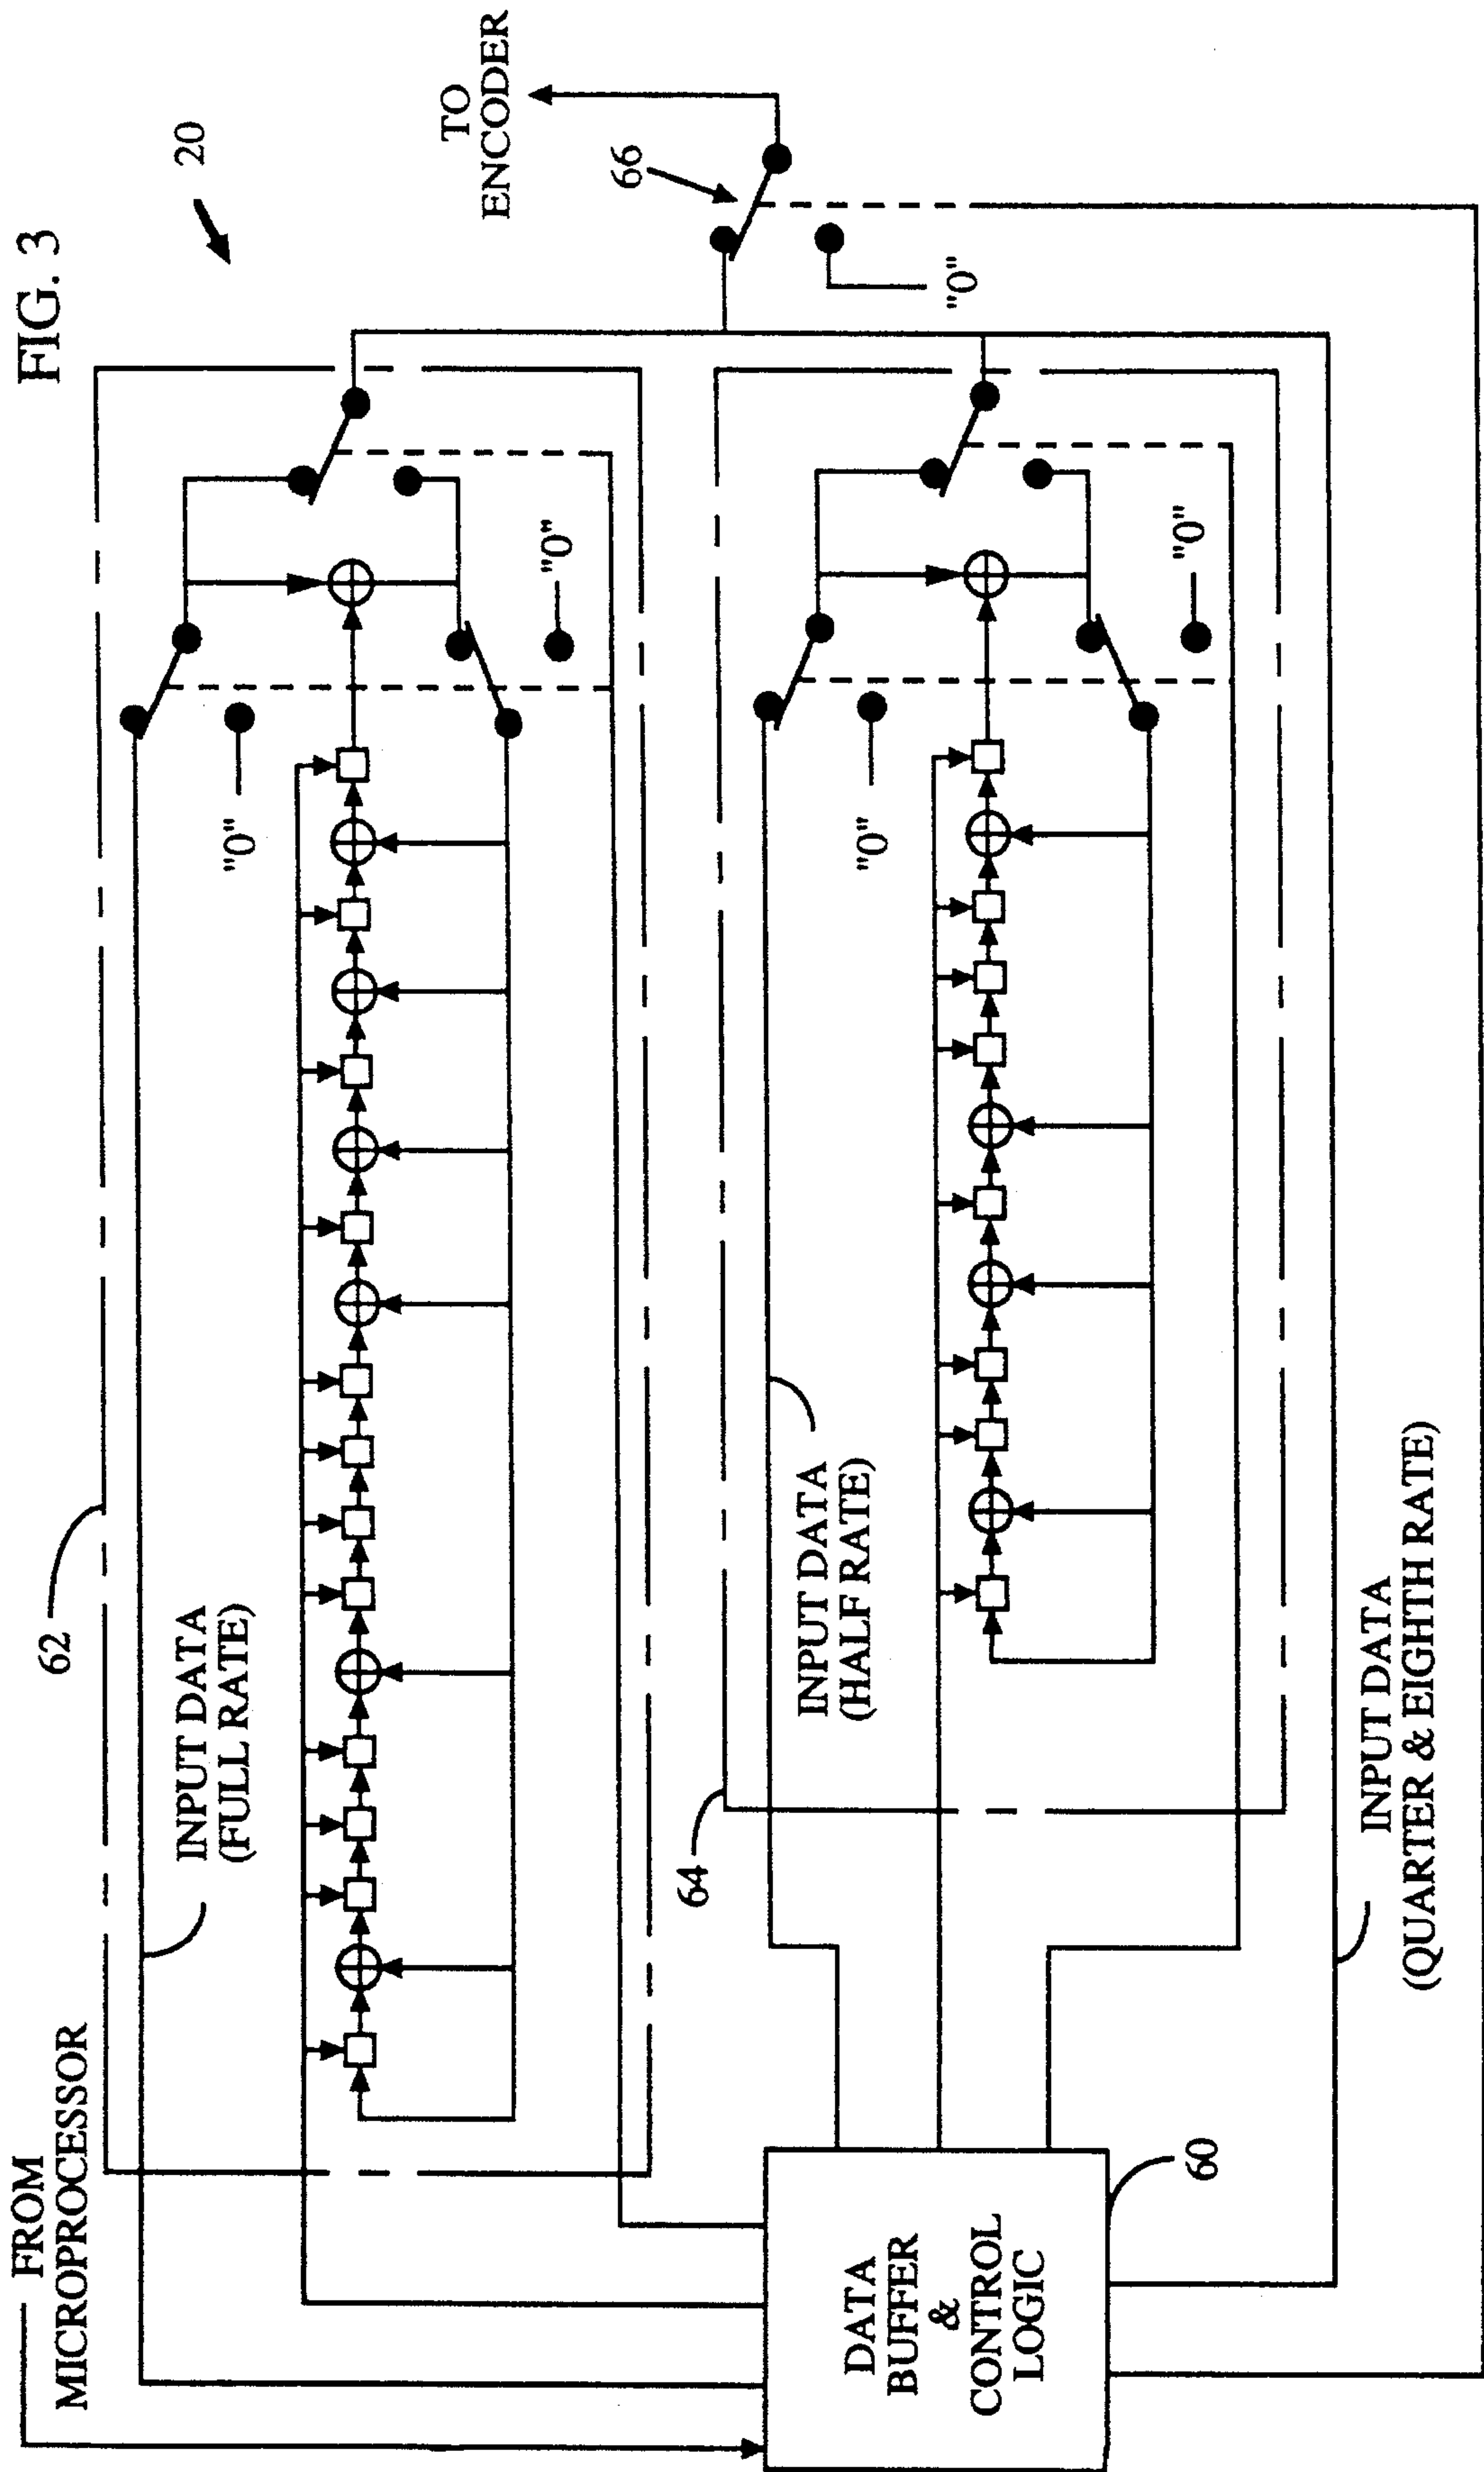 FIG. 3
20
FROM
MICROPROCESSOR
62
INPUT DATA
(FULL RATE)
"0"
"0"
TO
ENCODER
66
"0"
64
INPUT DATA
(HALF RATE)
"0"
"0"
DATA
BUFFER
&
CONTROL
LOGIC
60
INPUT DATA
(QUARTER & EIGHTH RATE)